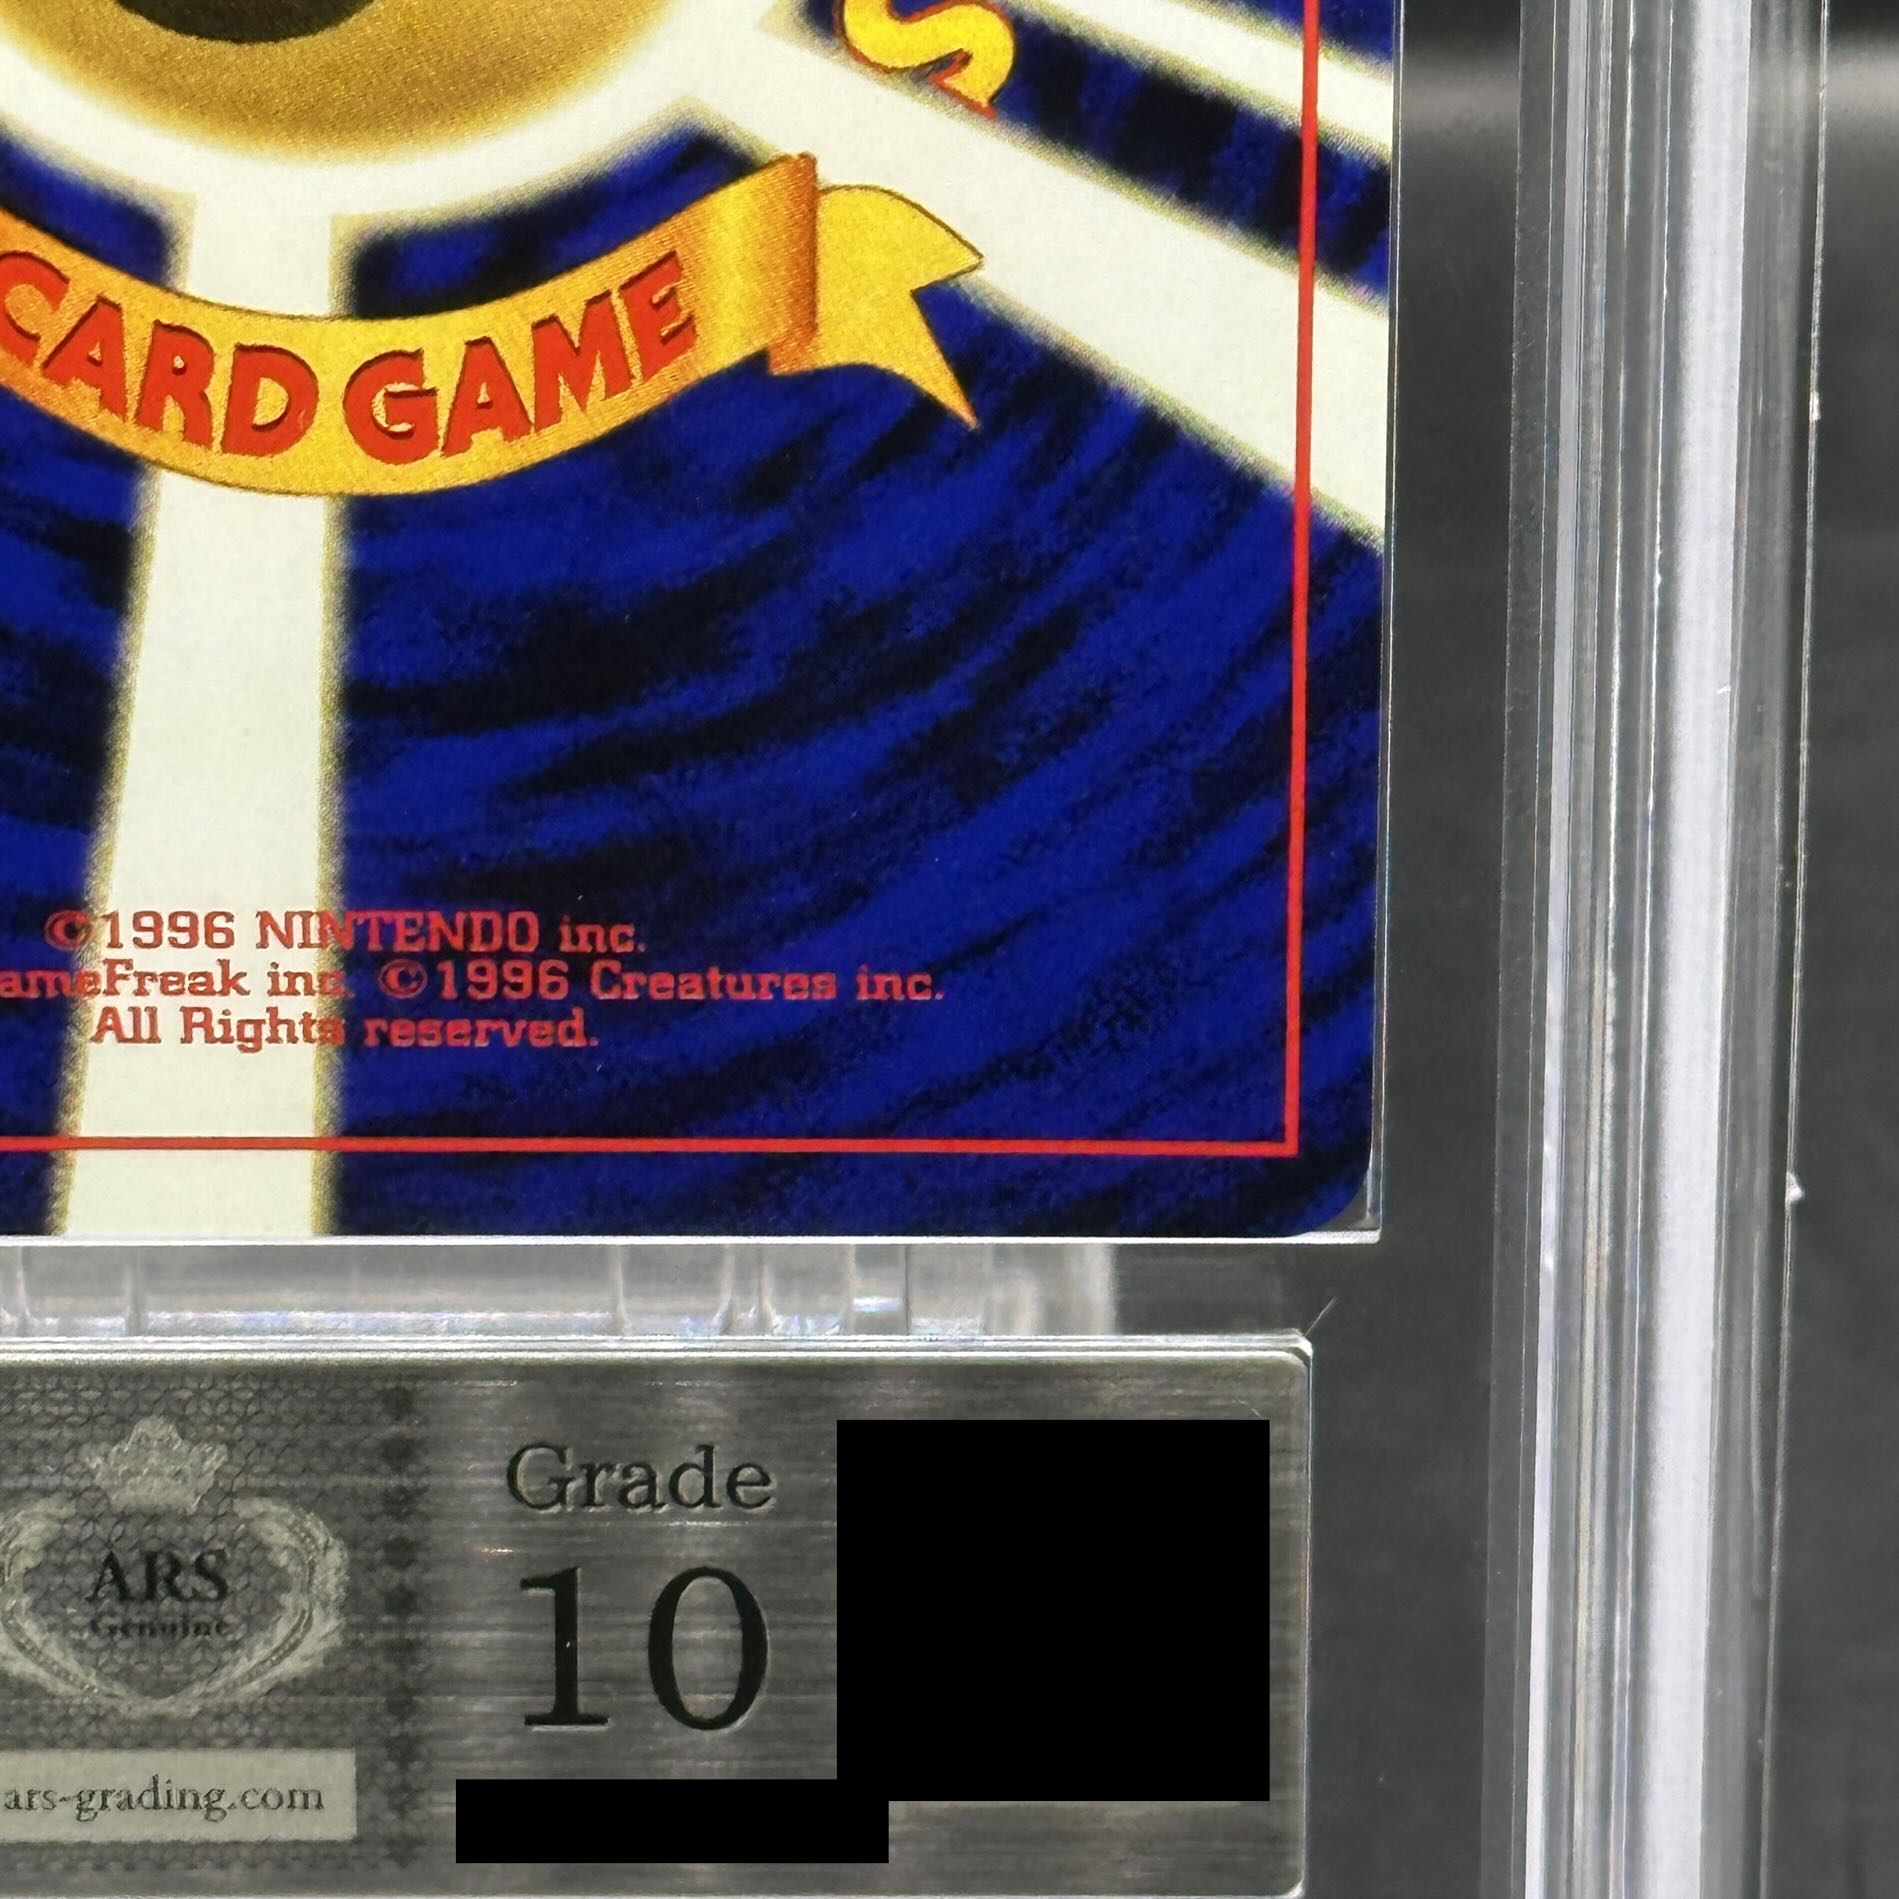 S
CARD GAME
©1996 NINTENDO inc.
ameFreak inc. ©1996 Creatures inc.
All Rights reserved.
ARS
Genuine
ars-grading.com
Grade
10